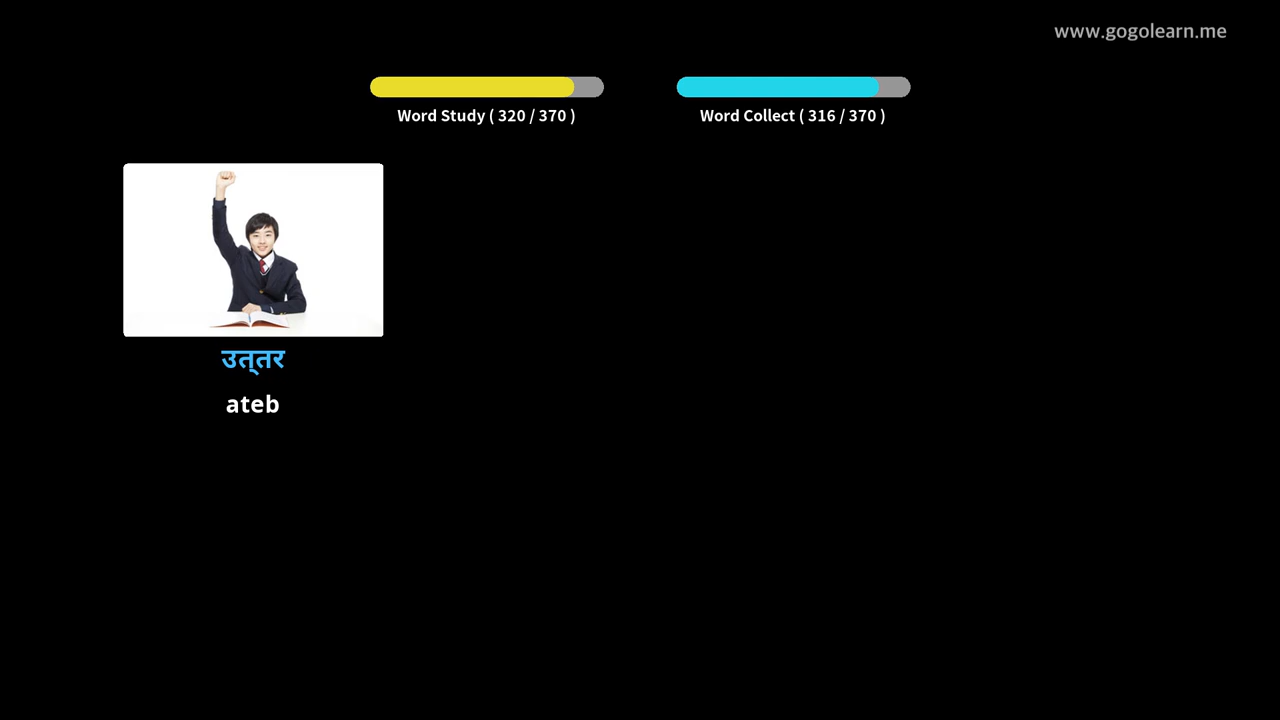 www.gogolearn.me
Word Study ( 320 / 370 )
Word Collect ( 316 / 370 )
उत्‌तर
ateb